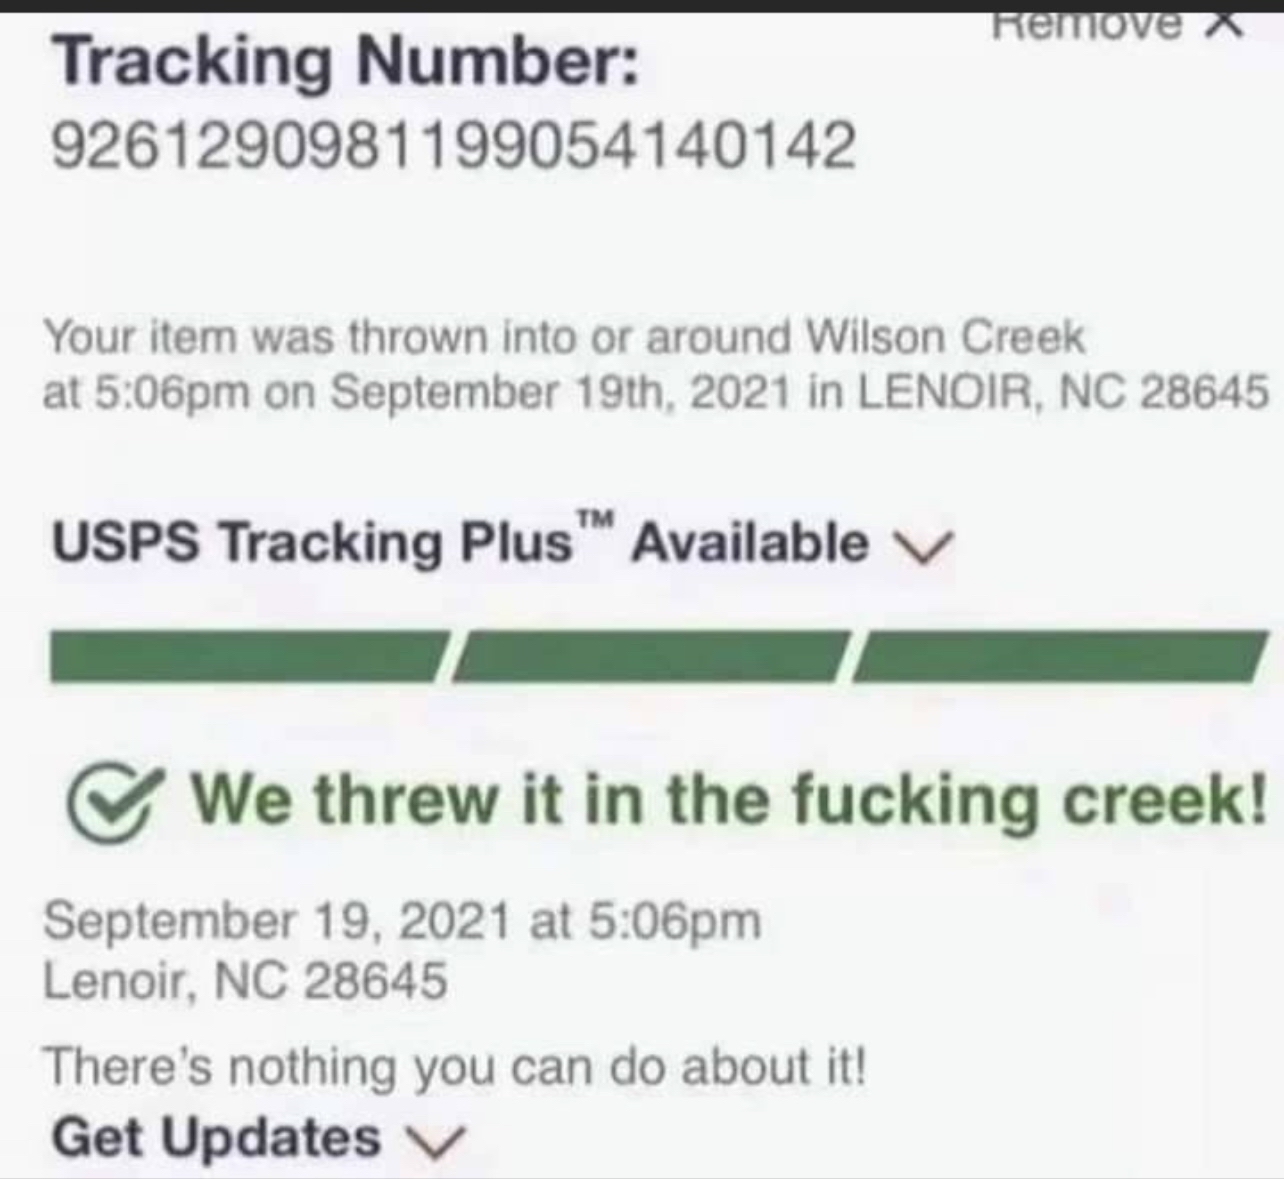 Remove X
Tracking Number:
92612909811990541​40142
Your item was thrown into or around Wilson Creek
at 5:06pm on September 19th, 2021 in LENOIR, NC 28645
USPS Tracking Plus™ Available
We threw it in the fucking creek!
September 19, 2021 at 5:06pm
Lenoir, NC 28645
There's nothing you can do about it!
Get Updates